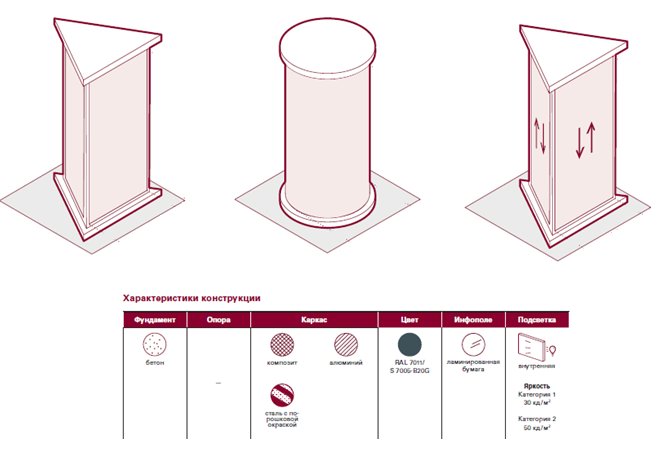 Характеристики конструкции
Фундамент Опора Каркас Цвет Инфополе Подсветка
бетон
–
композит
алюминий
сталь с по-
рошковой
окраской
RAL 7011/
S 7005-B20G
ламинированная
бумага
внутренняя
Яркость
Категория 1
30 кд/м²
Категория 2
50 кд/м²